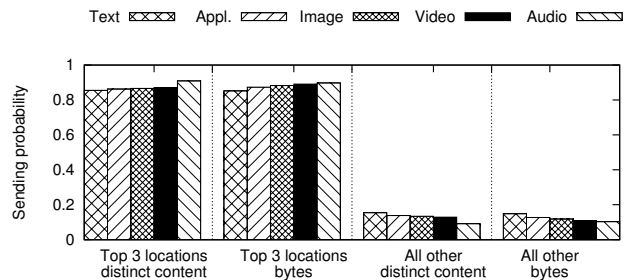 Text Appl. Image Video Audio
1
0.8
0.6
0.4
0.2
0
Sending probability
Top 3 locations distinct content
Top 3 locations bytes
All other distinct content
All other bytes